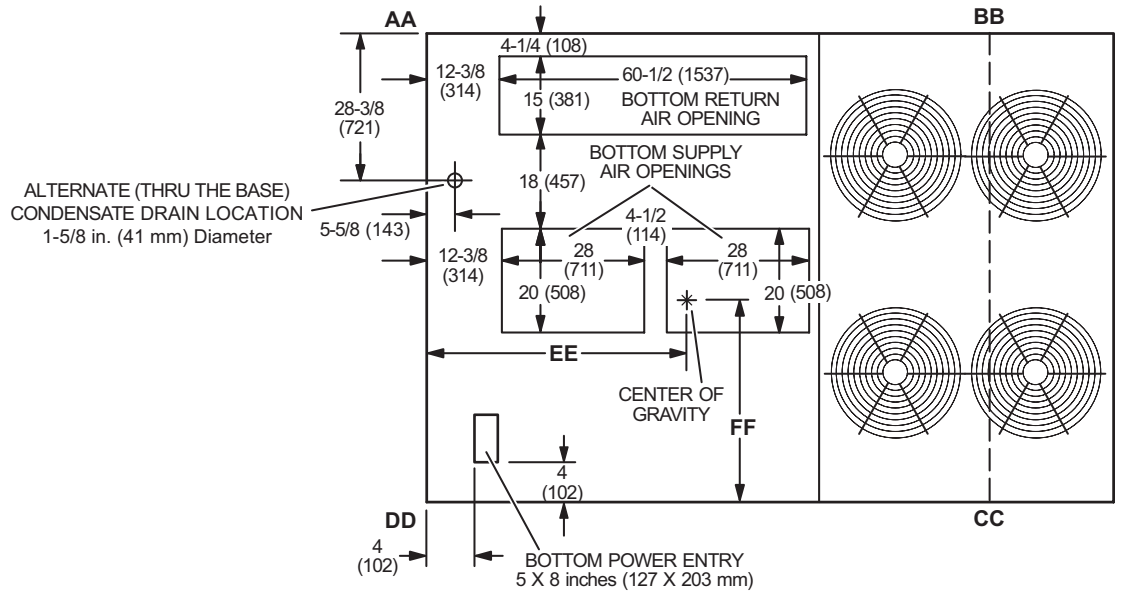 AA
BB
4-1/4 (108)
12-3/8
(314)
60-1/2 (1537)
28-3/8
(721)
15 (381)
BOTTOM RETURN
AIR OPENING
18 (457)
BOTTOM SUPPLY
AIR OPENINGS
ALTERNATE (THRU THE BASE)
CONDENSATE DRAIN LOCATION
1-5/8 in. (41 mm) Diameter
5-5/8 (143)
4-1/2
(114)
12-3/8
(314)
28
(711)
28
(711)
20 (508)
20 (508)
EE
CENTER OF
GRAVITY
FF
4
(102)
DD
CC
4
(102)
BOTTOM POWER ENTRY
5 X 8 inches (127 X 203 mm)